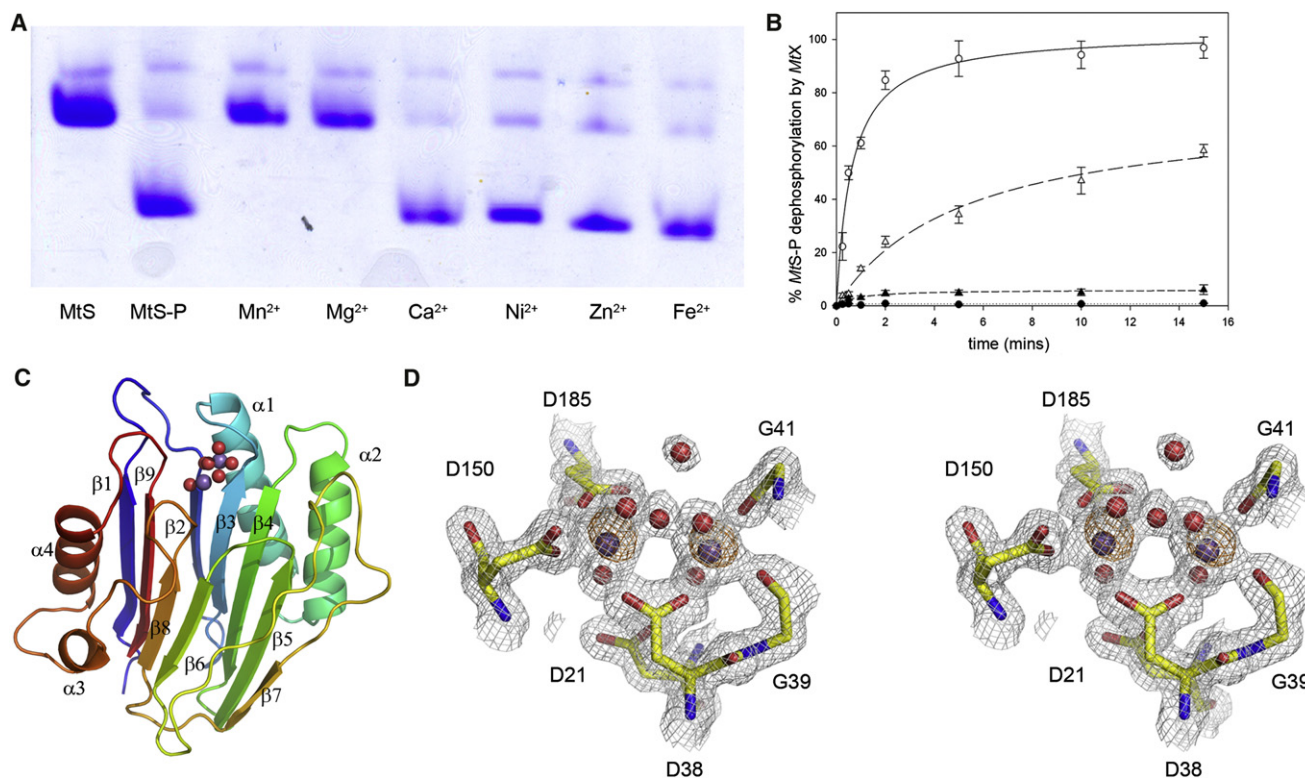 A
MtS MtS-P Mn²⁺ Mg²⁺ Ca²⁺ Ni²⁺ Zn²⁺ Fe²⁺
B
% MtS-P dephosphorylation by MtX
100
80
60
40
20
0
0 2 4 6 8 10 12 14 16
time (mins)
C
α1
α2
β1
β9
β2
β3
β4
α4
β8
β6
β5
α3
β7
D
D185
G41
D150
D21
G39
D38
D185
G41
D150
D21
G39
D38